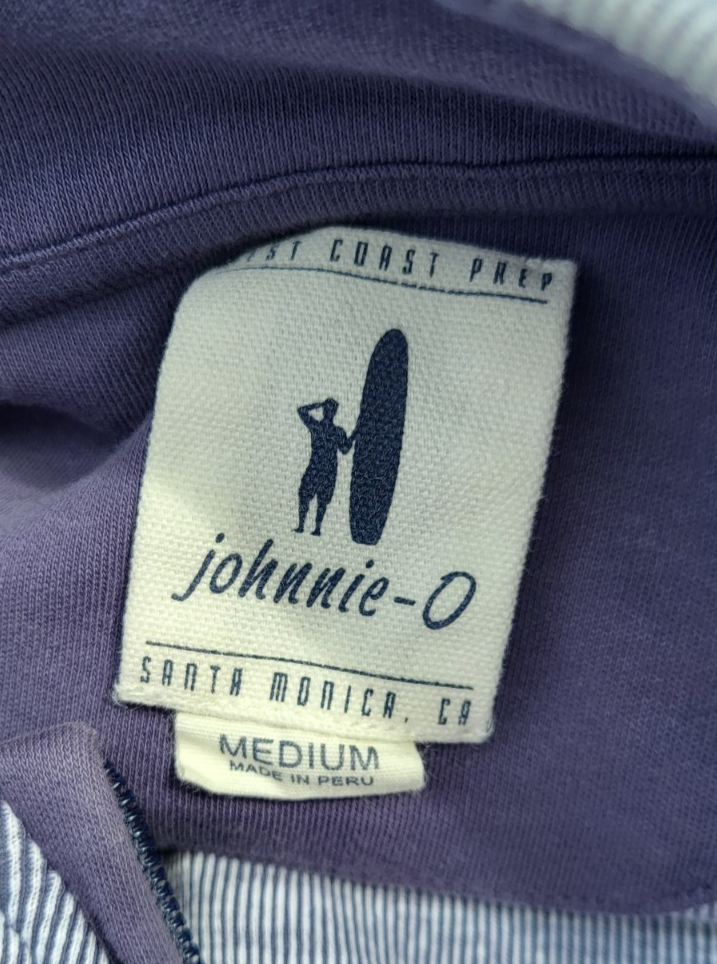 COAST PREP
johnnie-O
SANTA MONICA, CA
MEDIUM
MADE IN PERU